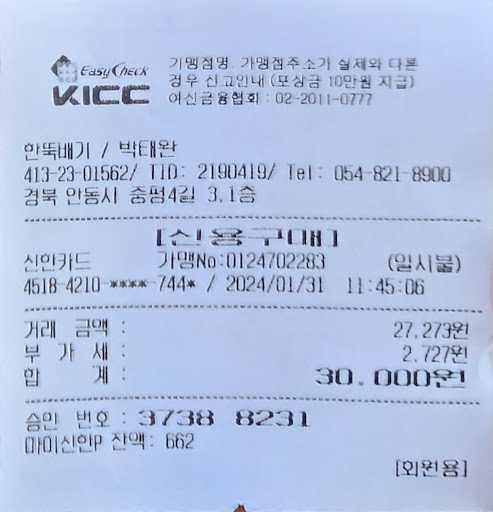 EasyCheck
KICC
가맹점명, 가맹점주소가 실제와 다른
경우 신고안내 (포상금 10만원 지급)
여신금융협회 : 02-2011-0777
한뚝배기 / 박태완
413-23-01562/ TID: 2190419/ Tel: 054-821-8900
경북 안동시 중평4길 3.1층
[신용구매]
신한카드 가맹No:0124702283 (일시불)
4518-4210-****-744* / 2024/01/31 11:45:06
거래 금액 : 27,273원
부 가 세 : 2,727원
합 계 : 30,000원
승인 번호 : 3738 8231
마이신한P 잔액: 662
[회원용]